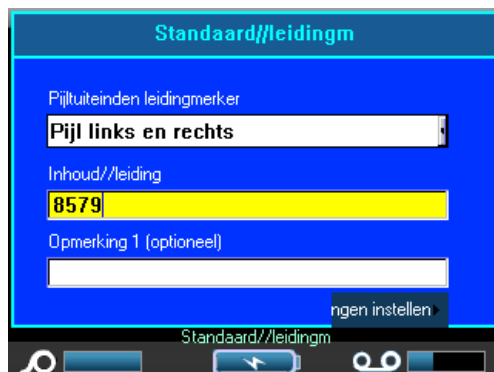 Standaard//leidingm
Pijltuiteinden leidingmerker
Pijl links en rechts
Inhoud//leiding
8579
Opmerking 1 (optioneel)
ngen instellen
Standaard//leidingm